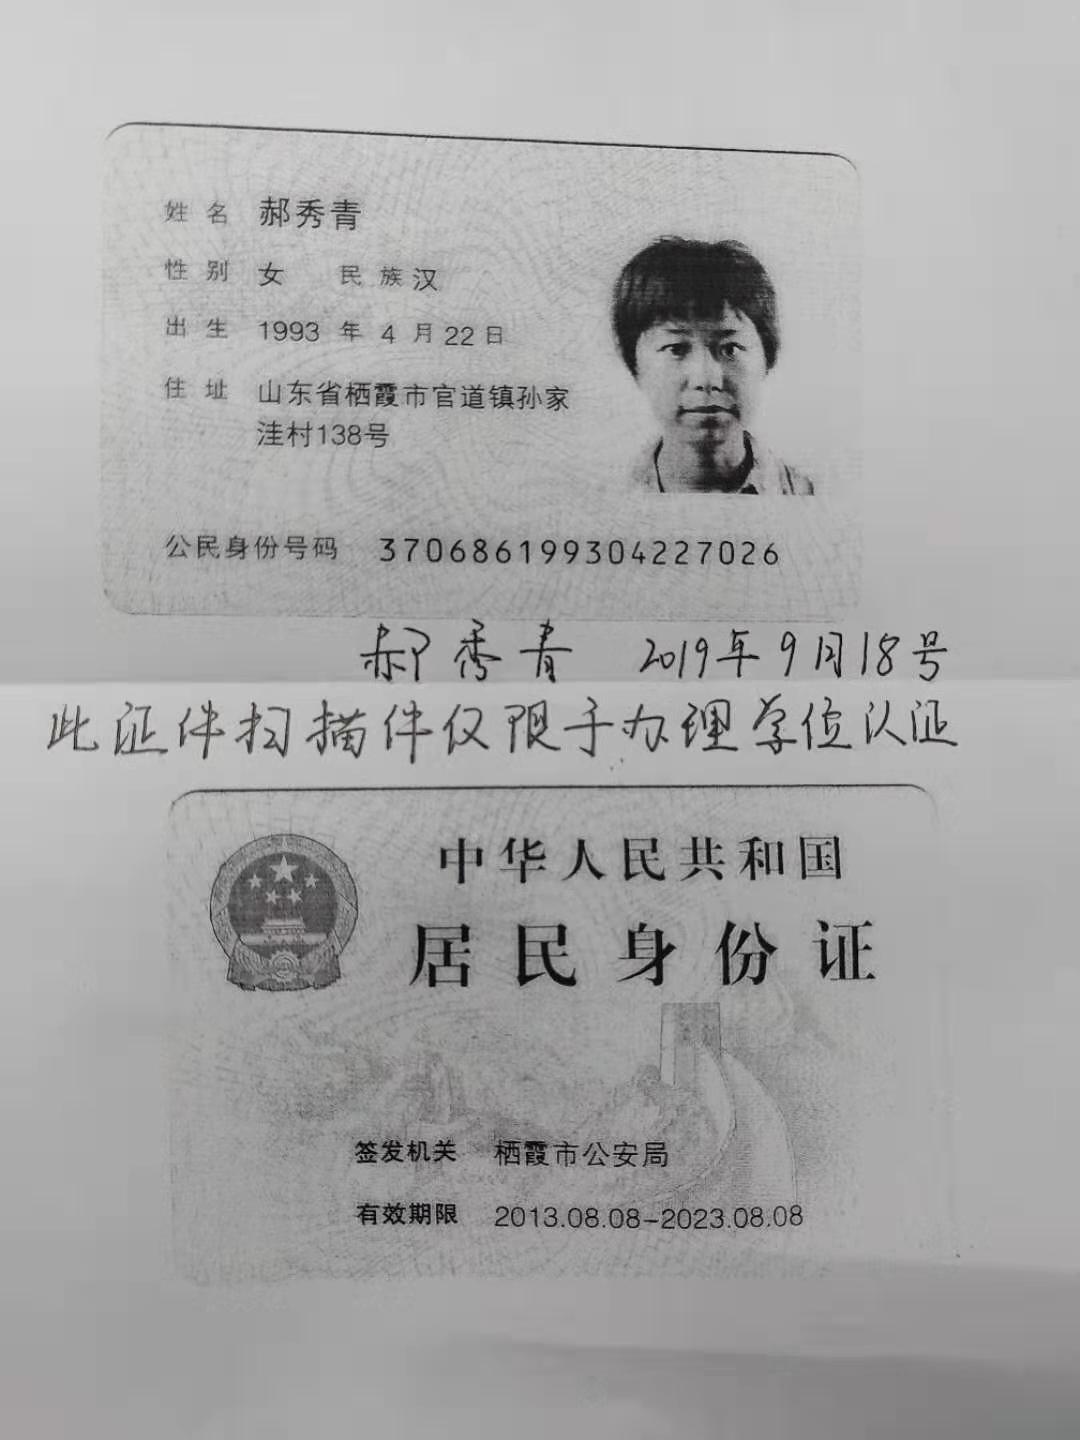 姓名 郝秀青
性别 女 民族 汉
出生 1993 年 4 月 22 日
住址 山东省栖霞市官道镇孙家
洼村138号
公民身份号码 370686199304227026
郝秀青 2019年9月18号
此证件扫描件仅限于办理学位认证
中华人民共和国
居民身份证
签发机关 栖霞市公安局
有效期限 2013.08.08-2023.08.08